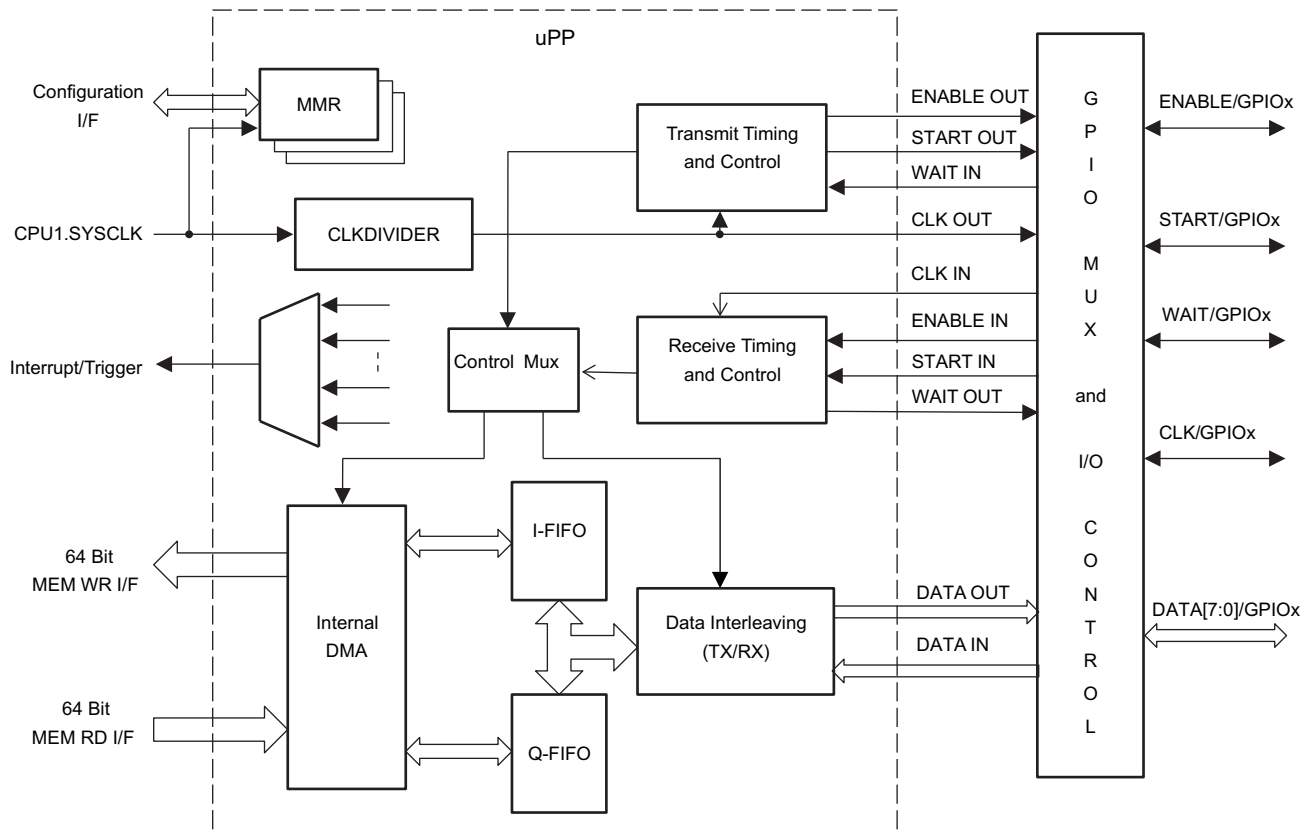 uPP
Configuration
I/F
MMR
CPU1.SYSCLK
CLKDIVIDER
Interrupt/Trigger
Transmit Timing
and Control
Control Mux
Receive Timing
and Control
64 Bit
MEM WR I/F
64 Bit
MEM RD I/F
Internal
DMA
I-FIFO
Q-FIFO
Data Interleaving
(TX/RX)
ENABLE OUT
START OUT
WAIT IN
CLK OUT
CLK IN
ENABLE IN
START IN
WAIT OUT
DATA OUT
DATA IN
G
P
I
O
M
U
X
and
I/O
C
O
N
T
R
O
L
ENABLE/GPIOx
START/GPIOx
WAIT/GPIOx
CLK/GPIOx
DATA[7:0]/GPIOx